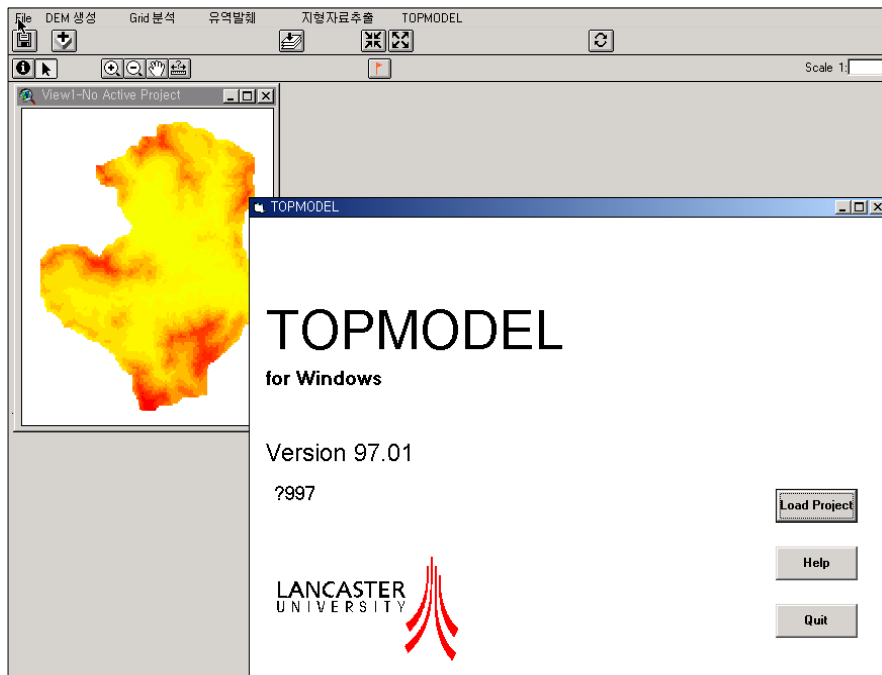 File DEM 생성 Grid 분석 유역발췌 지형자료추출 TOPMODEL
Scale 1:
View1-No Active Project
TOPMODEL
TOPMODEL
for Windows
Version 97.01
?997
Load Project
Help
Quit
LANCASTER
UNIVERSITY